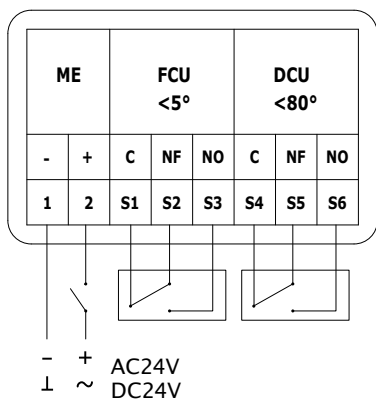 ME FCU DCU
<5° <80°
- + C NF NO C NF NO
1 2 S1 S2 S3 S4 S5 S6
- + AC24V
⊥ ~ DC24V